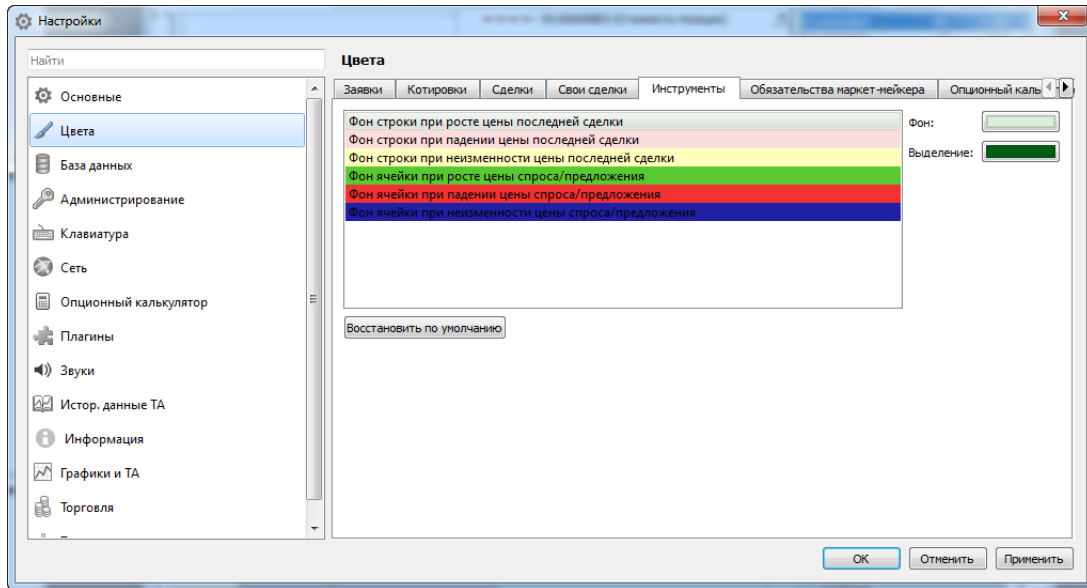 Настройки
Найти
Основные
Цвета
База данных
Администрирование
Клавиатура
Сеть
Опционный калькулятор
Плагины
Звуки
Истор. данные ТА
Информация
Графики и ТА
Торговля
Цвета
Заявки Котировки Сделки Свои сделки Инструменты Обязательства маркет-мейкера Опционный каль
Фон строки при росте цены последней сделки
Фон строки при падении цены последней сделки
Фон строки при неизменности цены последней сделки
Фон ячейки при росте цены спроса/предложения
Фон ячейки при падении цены спроса/предложения
Фон ячейки при неизменности цены спроса/предложения
Фон:
Выделение:
Восстановить по умолчанию
OK Отменить Применить